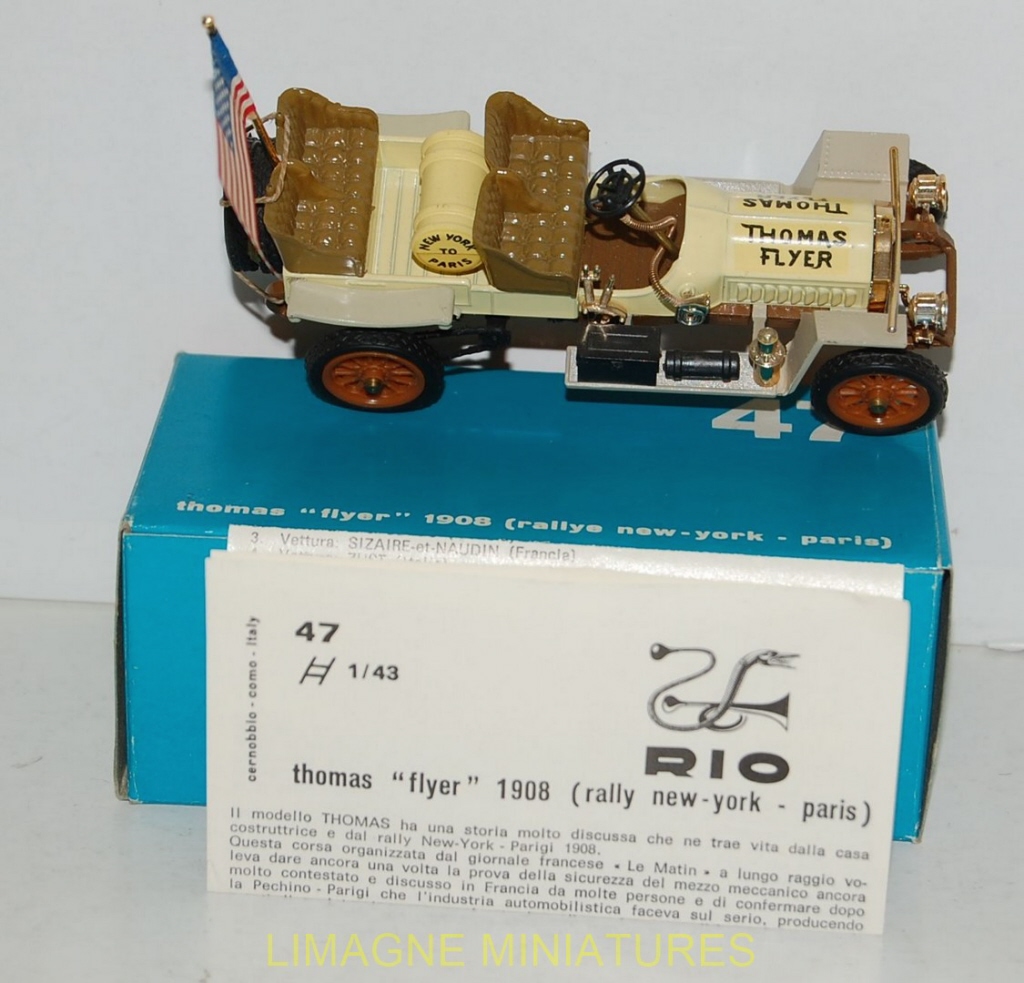 THOMAS
THOMAS
FLYER
NEW YORK
TO
PARIS
47
thomas "flyer" 1908 (rallye new-york - paris)
3. Vettura: SIZAIRE-et-NAUDIN (Francia)
cernobbio - como - italy
47
1/43
RIO
thomas "flyer" 1908 (rally new-york - paris)
Il modello THOMAS ha una storia molto discussa che ne trae vita dalla casa
costruttrice e dal rally New-York - Parigi 1908.
Questa corsa organizzata dal giornale francese « Le Matin » a lungo raggio vo-
leva dare ancora una volta la prova della sicurezza del mezzo meccanico ancora
molto contestato e discusso in Francia da molte persone e di confermare dopo
la Pechino - Parigi che l'industria automobilistica faceva sul serio, producendo
LIMAGNE MINIATURES